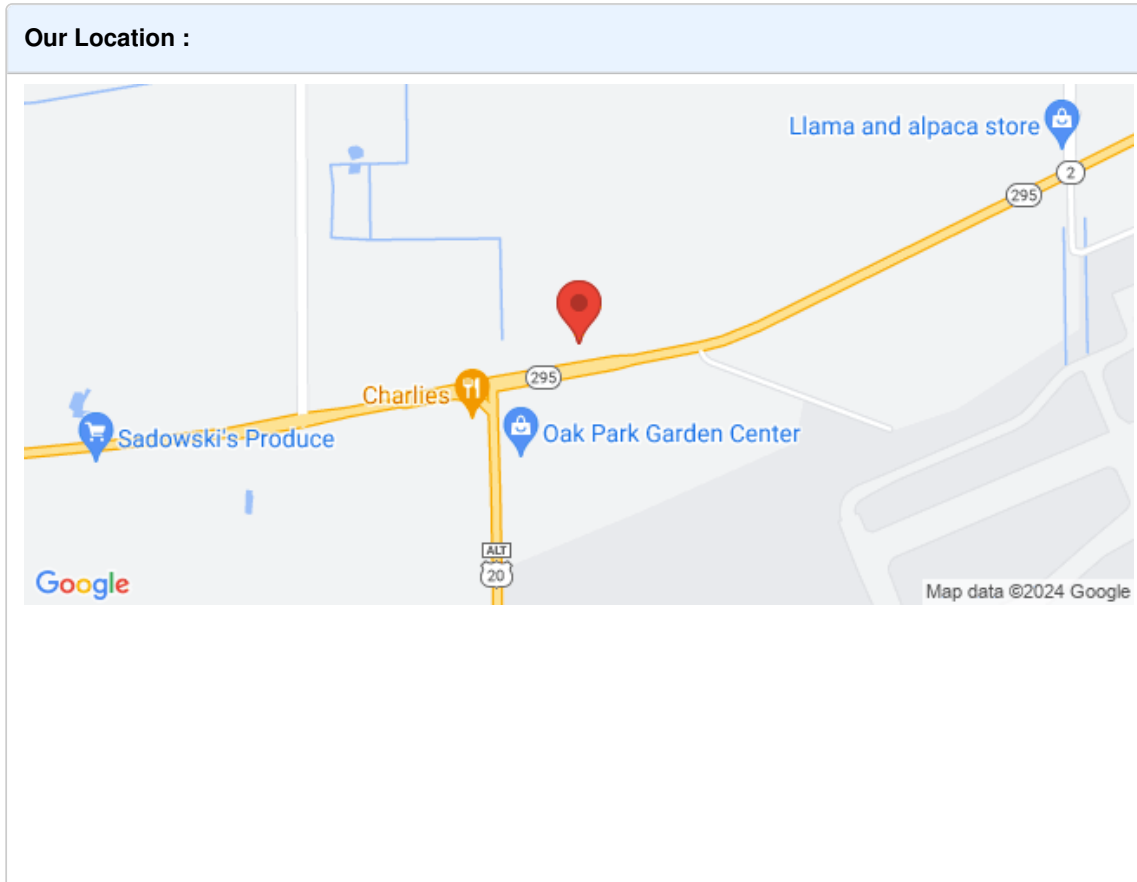 Our Location :
Llama and alpaca store
2
295
295
Charlies
Sadowski's Produce
Oak Park Garden Center
ALT
20
Google
Map data ©2024 Google